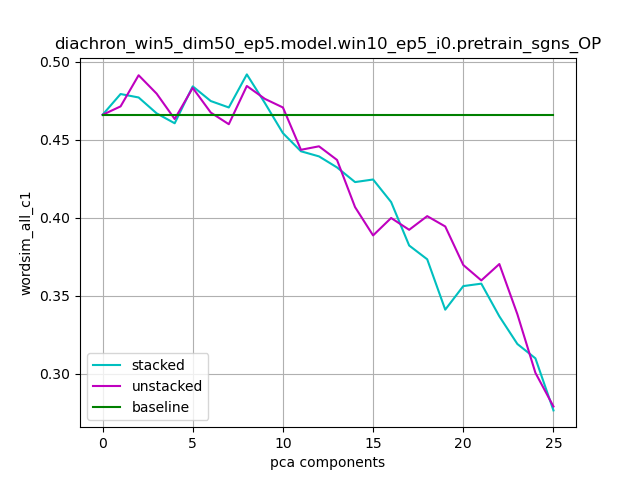 diachron_win5_dim50_ep5.model.win10_ep5_i0.pretrain_sgns_OP
0.50
0.45
0.40
0.35
0.30
wordsim_all_c1
stacked
unstacked
baseline
0 5 10 15 20 25
pca components